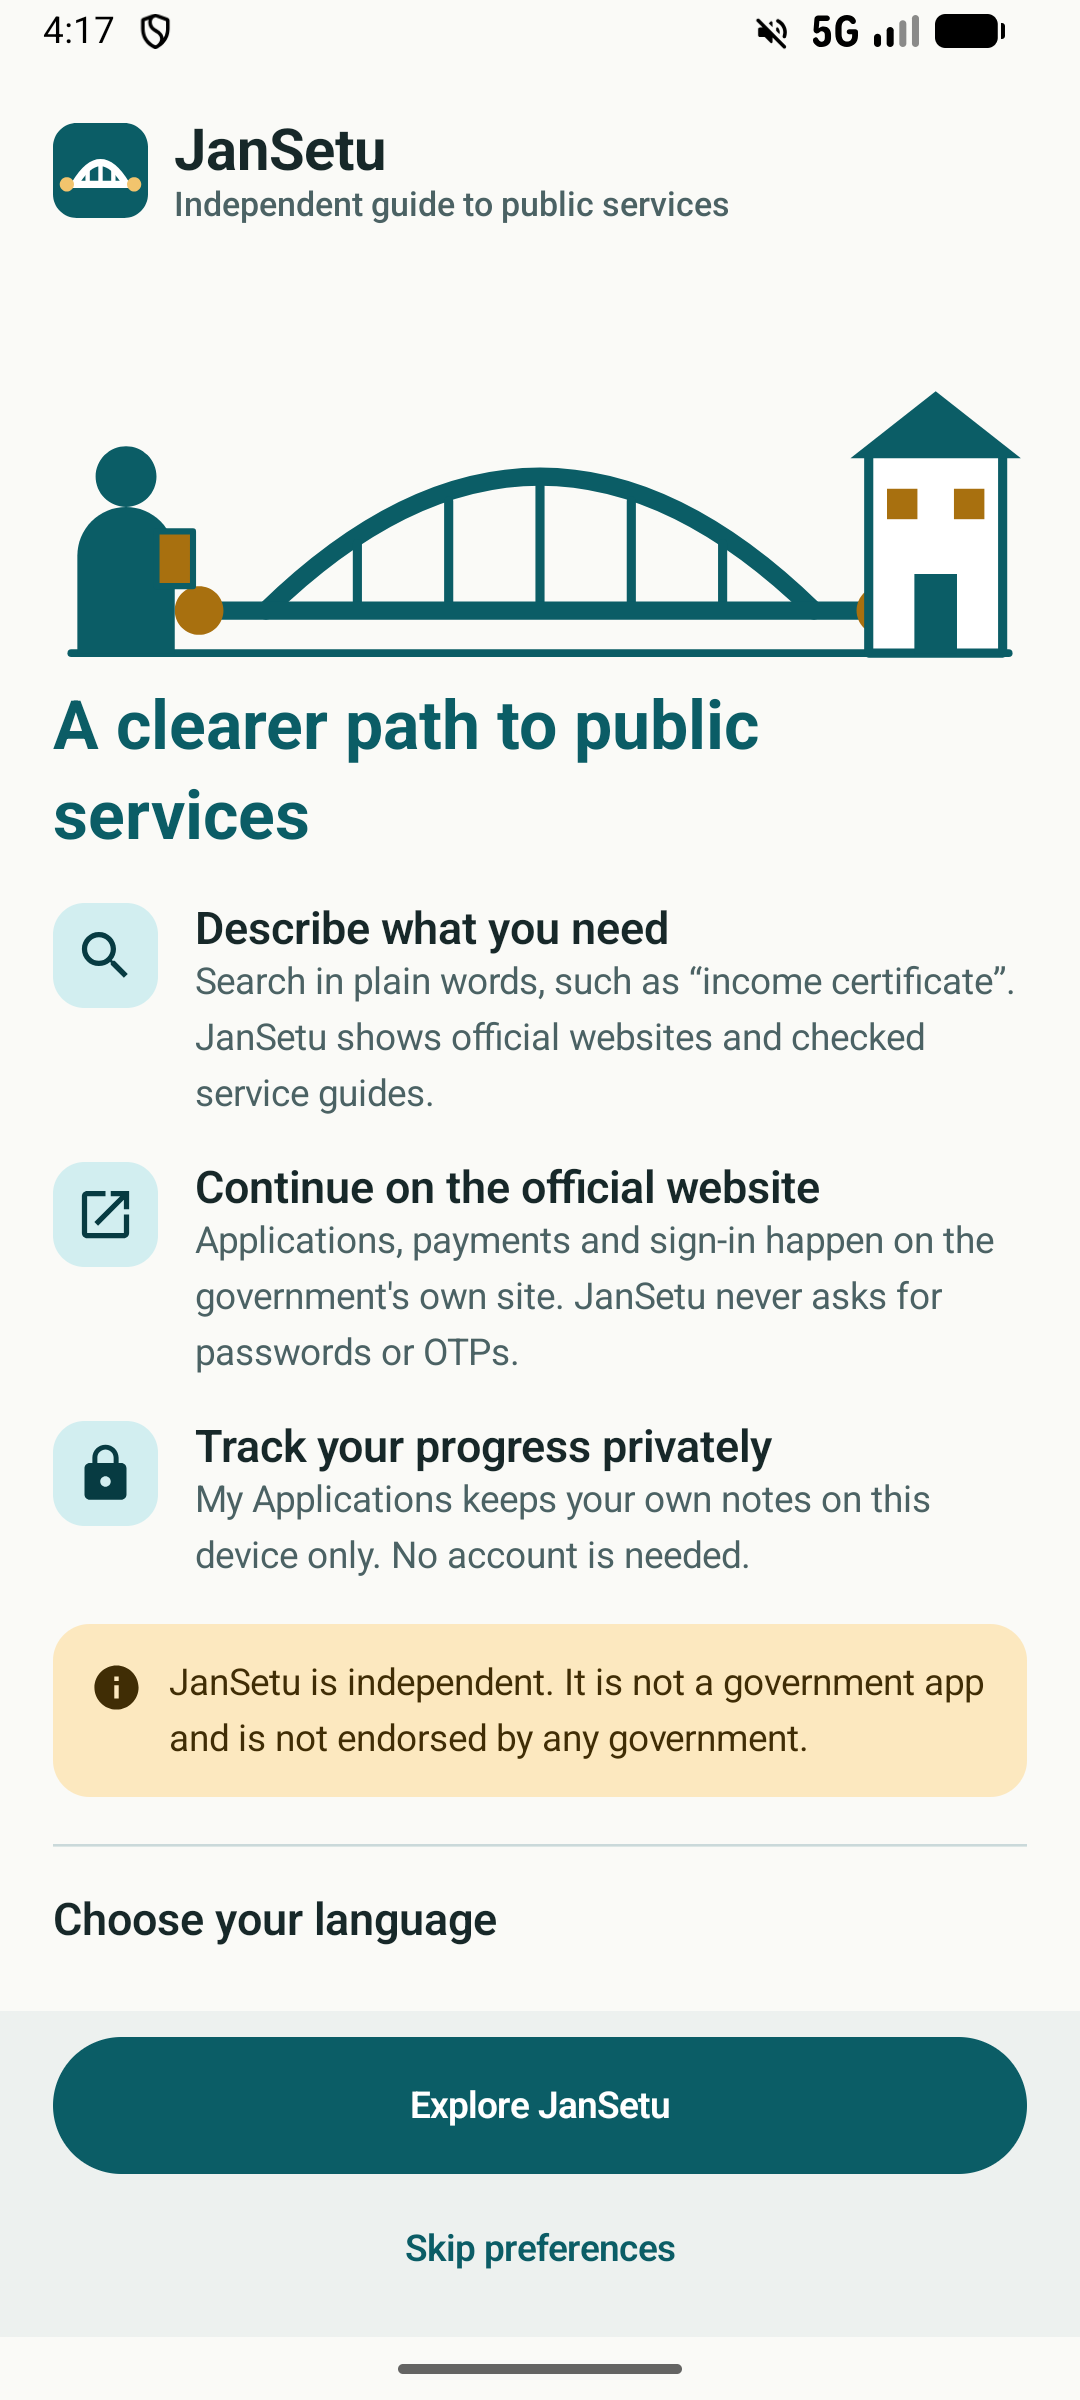 4:17
5G
JanSetu
Independent guide to public services
A clearer path to public
services
Describe what you need
Search in plain words, such as “income certificate”.
JanSetu shows official websites and checked
service guides.
Continue on the official website
Applications, payments and sign-in happen on the
government's own site. JanSetu never asks for
passwords or OTPs.
Track your progress privately
My Applications keeps your own notes on this
device only. No account is needed.
JanSetu is independent. It is not a government app
and is not endorsed by any government.
Choose your language
Explore JanSetu
Skip preferences